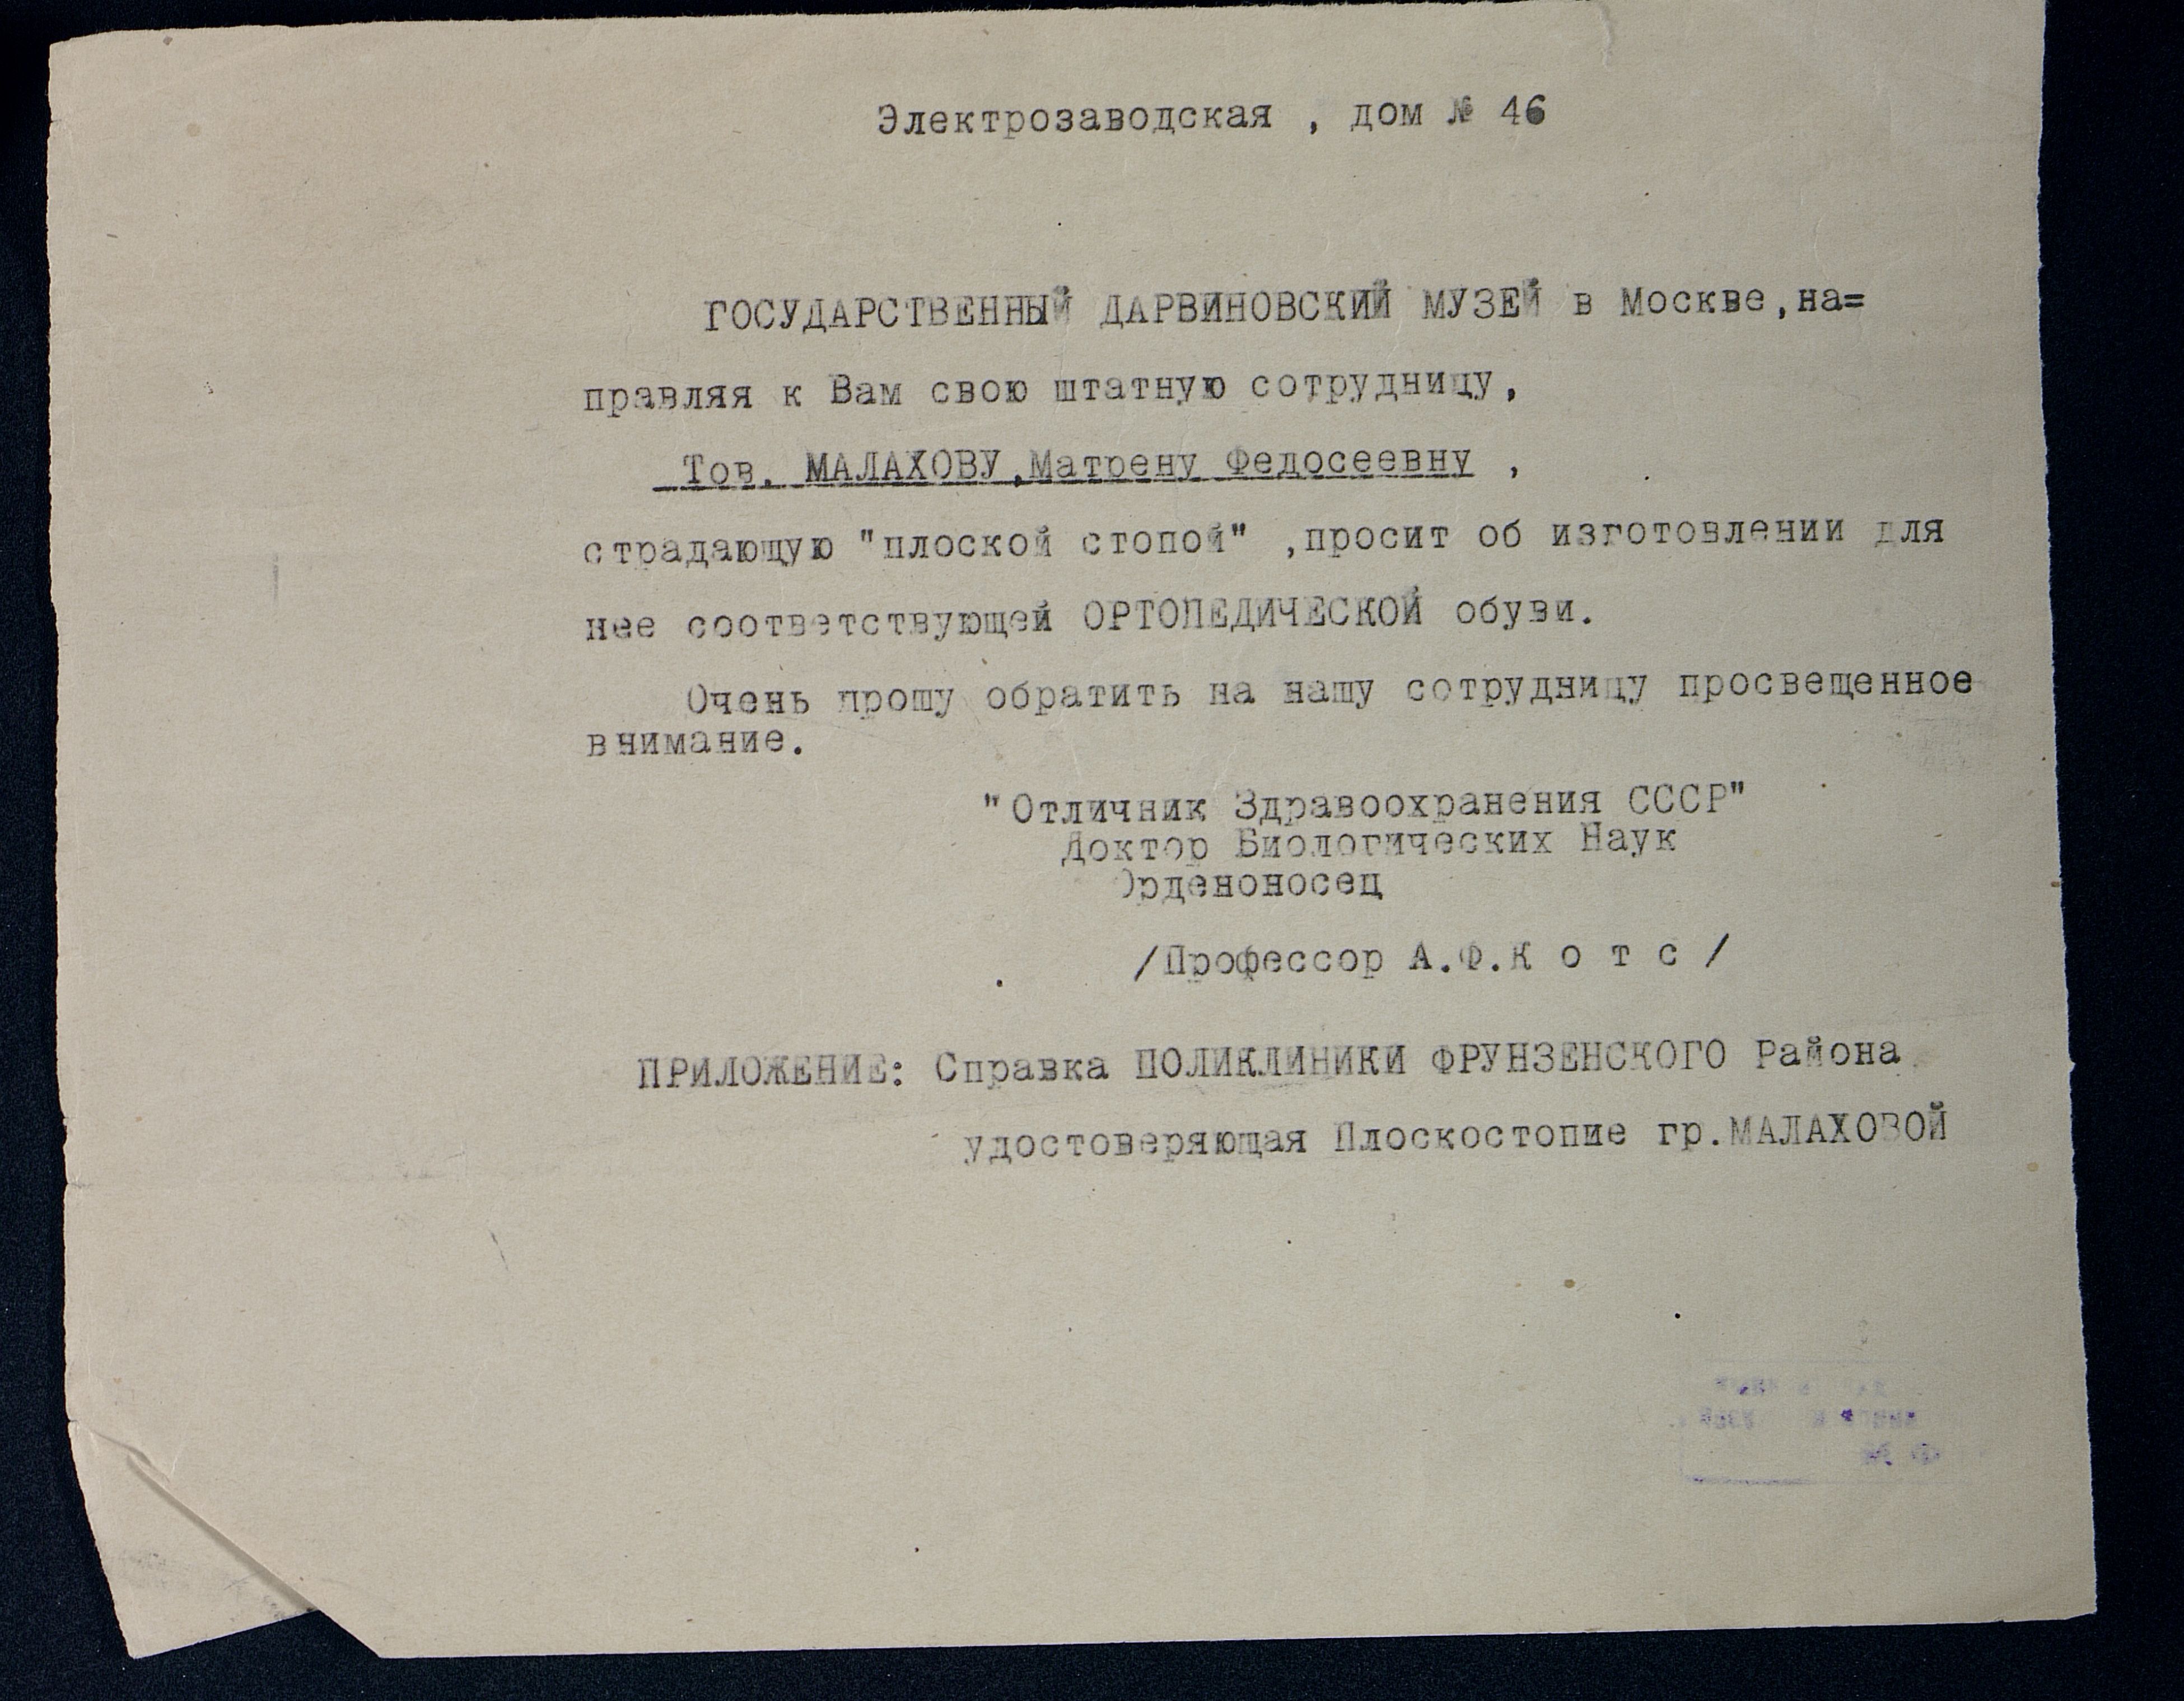 Электрозаводская , дом № 46
ГОСУДАРСТВЕННЫЙ ДАРВИНОВСКИЙ МУЗЕЙ в Москве,на=
правляя к Вам свою штатную сотрудницу,
Тов. МАЛАХОВУ,Матрену Федосеевну ,
страдающую "плоской стопой" ,просит об изготовлении для
нее соответствующей ОРТОПЕДИЧЕСКОЙ обуви.
Очень прошу обратить на нашу сотрудницу просвещенное
внимание.
"Отличник Здравоохранения СССР"
Доктор Биологических Наук
Орденоносец
/Профессор А.Ф.К о т с /
ПРИЛОЖЕНИЕ: Справка ПОЛИКЛИНИКИ ФРУНЗЕНСКОГО Района
удостоверяющая Плоскостопие гр.МАЛАХОВОЙ